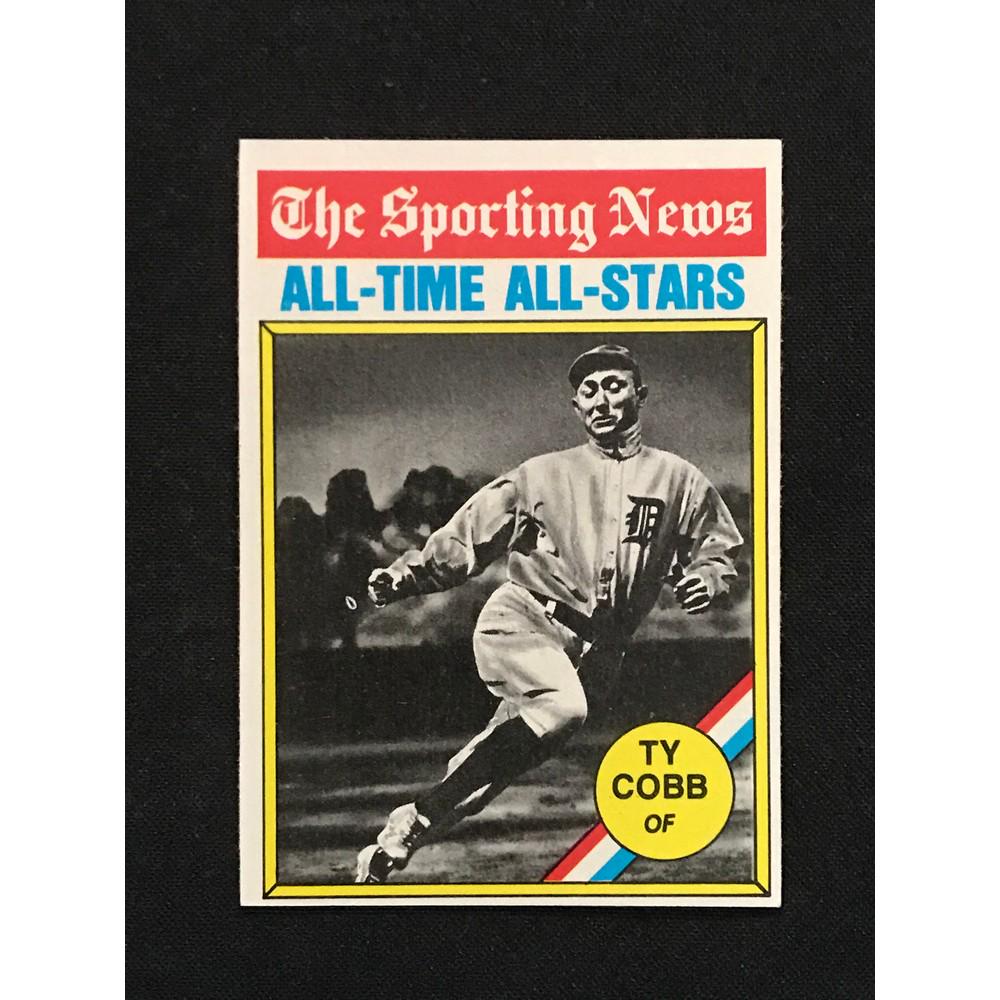 The Sporting News
ALL-TIME ALL-STARS
D
TY
COBB
OF